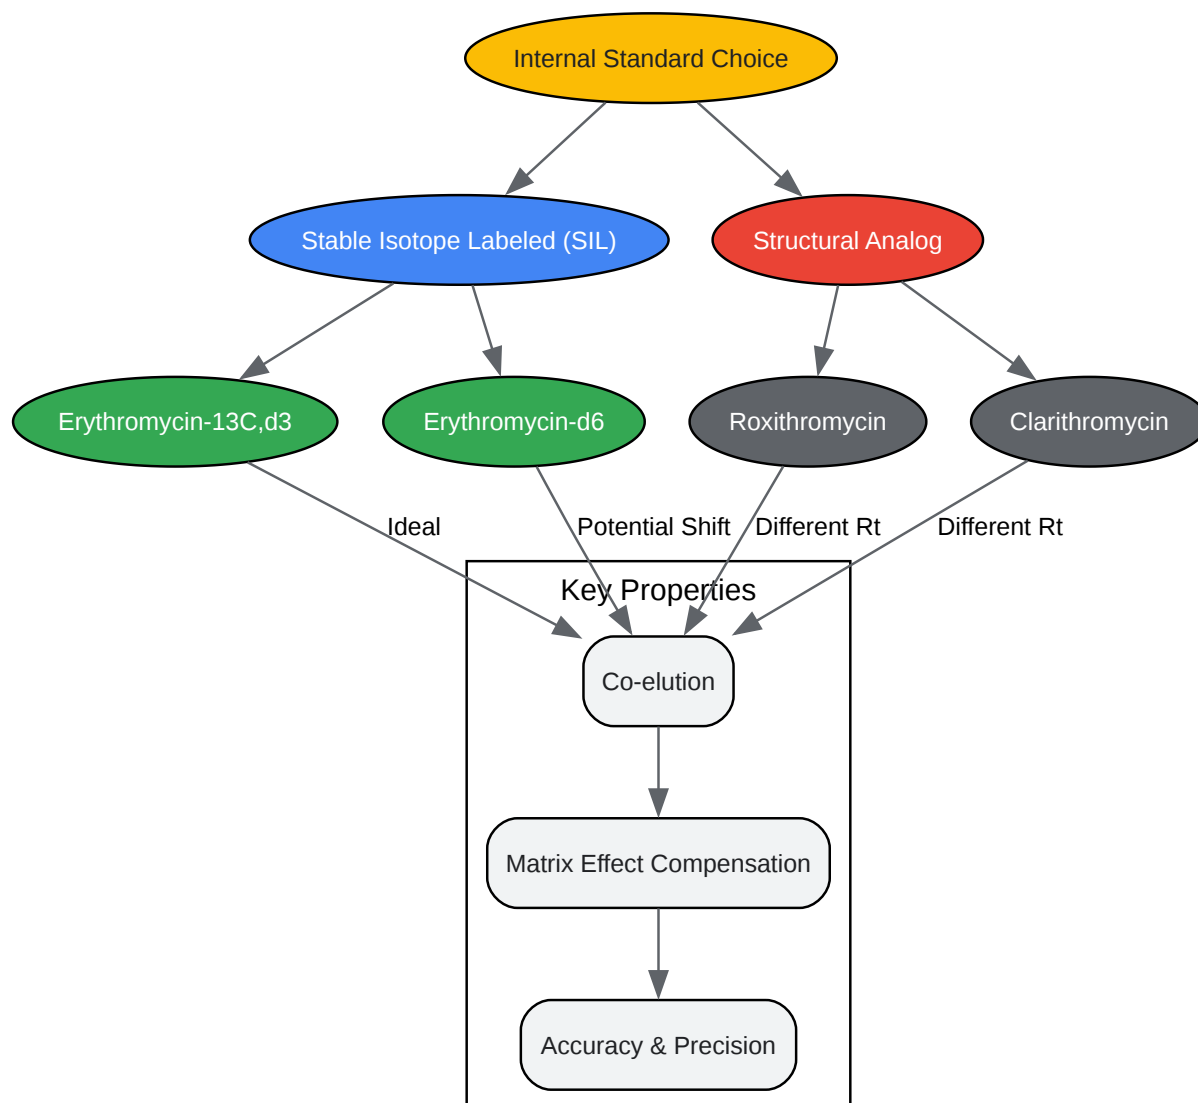 Internal Standard Choice
Stable Isotope Labeled (SIL)
Structural Analog
Erythromycin-13C,d3
Erythromycin-d6
Roxithromycin
Clarithromycin
Ideal
Potential Shift
Different Rt
Different Rt
Key Properties
Co-elution
Matrix Effect Compensation
Accuracy & Precision